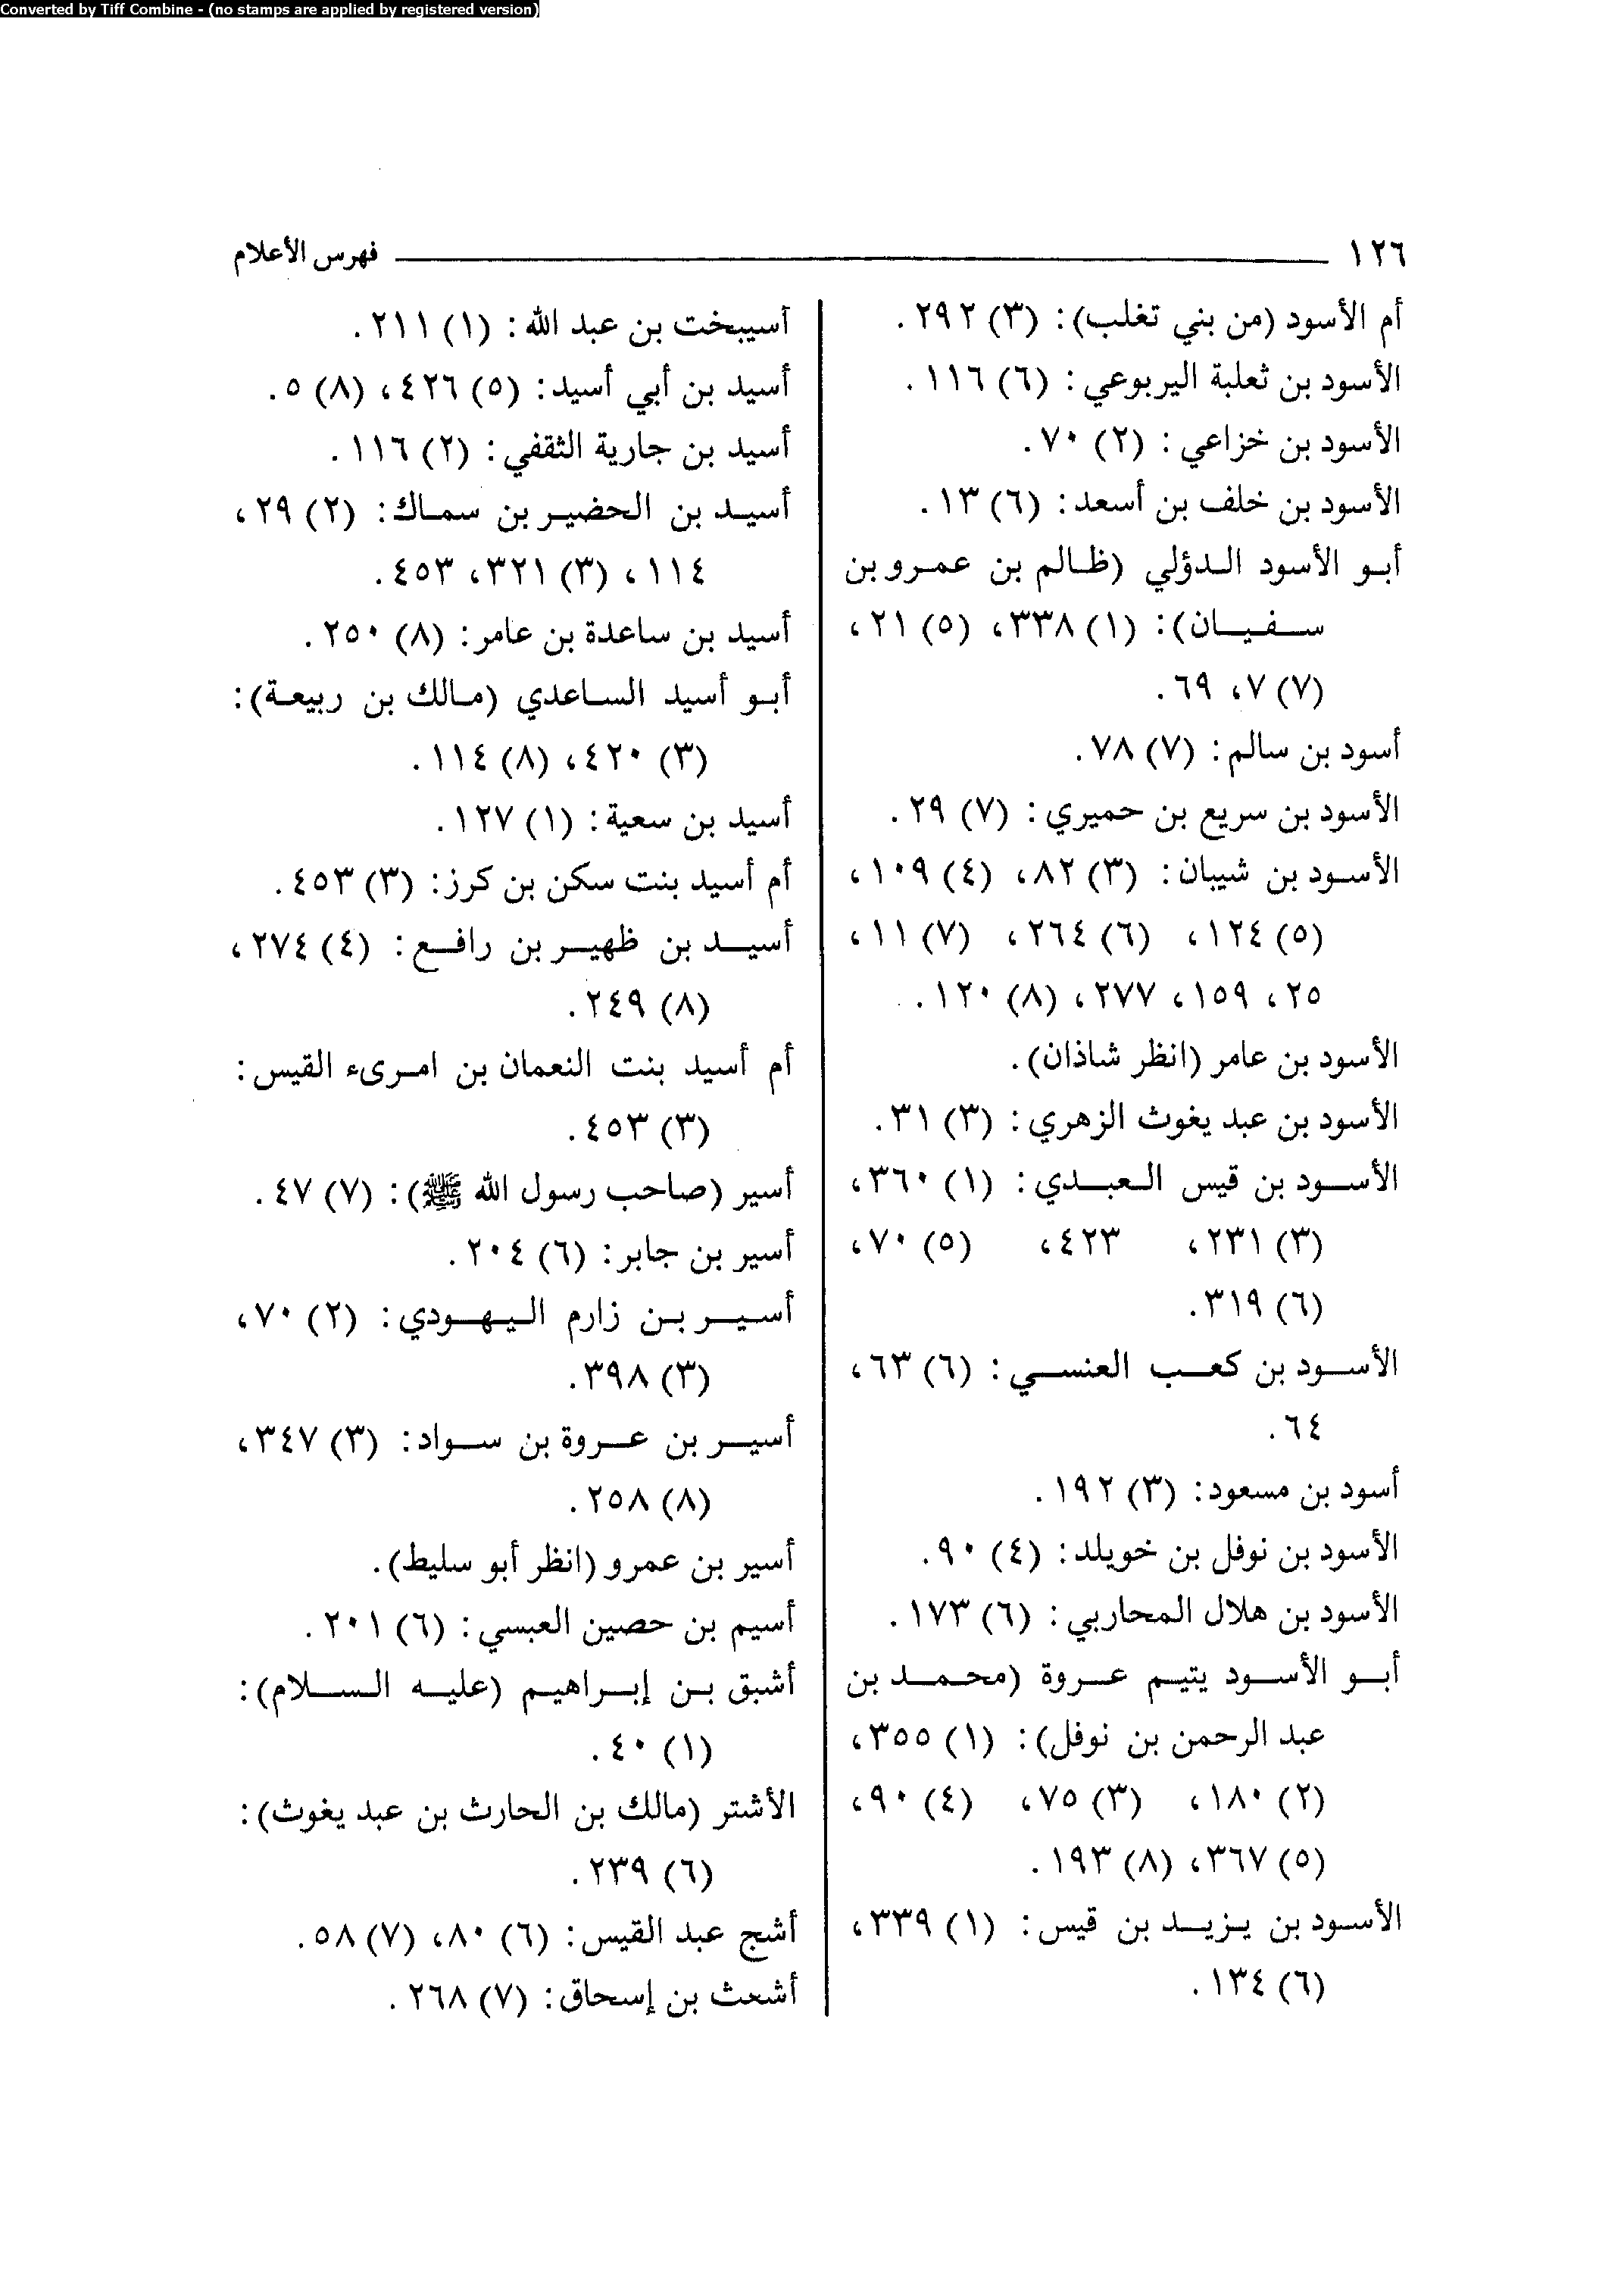 Converted by Tiff Combine - (no stamps are applied by registered version)
١٢٦ فهرس الأعلام
أم الأسود (من بني تغلب): (٣) ٢٩٢.
الأسود بن ثعلبة اليربوعي: (٦) ١١٦.
الأسود بن خزاعي: (٢) ٧٠.
الأسود بن خلف بن أسعد: (٦) ١٣.
أبو الأسود الدؤلي (ظالم بن عمرو بن
سفيان): (١) ٣٣٨، (٥) ٢١،
(٧) ٧، ٦٩.
أسود بن سالم: (٧) ٧٨.
الأسود بن سريع بن حميري: (٧) ٢٩.
الأسود بن شيبان: (٣) ٨٢، (٤) ١٠٩،
(٥) ١٢٤، (٦) ٢٦٤، (٧) ١١،
٢٥، ١٥٩، ٢٧٧، (٨) ١٢٠.
الأسود بن عامر (انظر شاذان).
الأسود بن عبد يغوث الزهري: (٣) ٣١.
الأسود بن قيس العبدي: (١) ٣٦٠،
(٣) ٢٣١، ٤٢٣، (٥) ٧٠،
(٦) ٣١٩.
الأسود بن كعب العنسي: (٦) ٦٣،
٦٤.
أسود بن مسعود: (٣) ١٩٢.
الأسود بن نوفل بن خويلد: (٤) ٩٠.
الأسود بن هلال المحاربي: (٦) ١٧٣.
أبو الأسود يتيم عروة (محمد بن
عبد الرحمن بن نوفل): (١) ٣٥٥،
(٢) ١٨٠، (٣) ٧٥، (٤) ٩٠،
(٥) ٣٦٧، (٨) ١٩٣.
الأسود بن يزيد بن قيس: (١) ٣٣٩،
(٦) ١٣٤.
أسيبخت بن عبد الله: (١) ٢١١.
أسيد بن أبي أسيد: (٥) ٤٢٦، (٨) ٥.
أسيد بن جارية الثقفي: (٢) ١١٦.
أسيد بن الحضير بن سماك: (٢) ٢٩،
١١٤، (٣) ٣٢١، ٤٥٣.
أسيد بن ساعدة بن عامر: (٨) ٢٥٠.
أبو أسيد الساعدي (مالك بن ربيعة):
(٣) ٤٢٠، (٨) ١١٤.
أسيد بن سعية: (١) ١٢٧.
أم أسيد بنت سكن بن كرز: (٣) ٤٥٣.
أسيد بن ظهير بن رافع: (٤) ٢٧٤،
(٨) ٢٤٩.
أم أسيد بنت النعمان بن امرىء القيس:
(٣) ٤٥٣.
أسير (صاحب رسول الله ﷺ): (٧) ٤٧.
أسير بن جابر: (٦) ٢٠٤.
أسير بن زارم اليهودي: (٢) ٧٠،
(٣) ٣٩٨.
أسير بن عروة بن سواد: (٣) ٣٤٧،
(٨) ٢٥٨.
أسير بن عمرو (انظر أبو سليط).
أسيم بن حصين العبسي: (٦) ٢٠١.
أشبق بن إبراهيم (عليه السلام):
(١) ٤٠.
الأشتر (مالك بن الحارث بن عبد يغوث):
(٦) ٢٣٩.
أشج عبد القيس: (٦) ٨٠، (٧) ٥٨.
أشعث بن إسحاق: (٧) ٢٦٨.